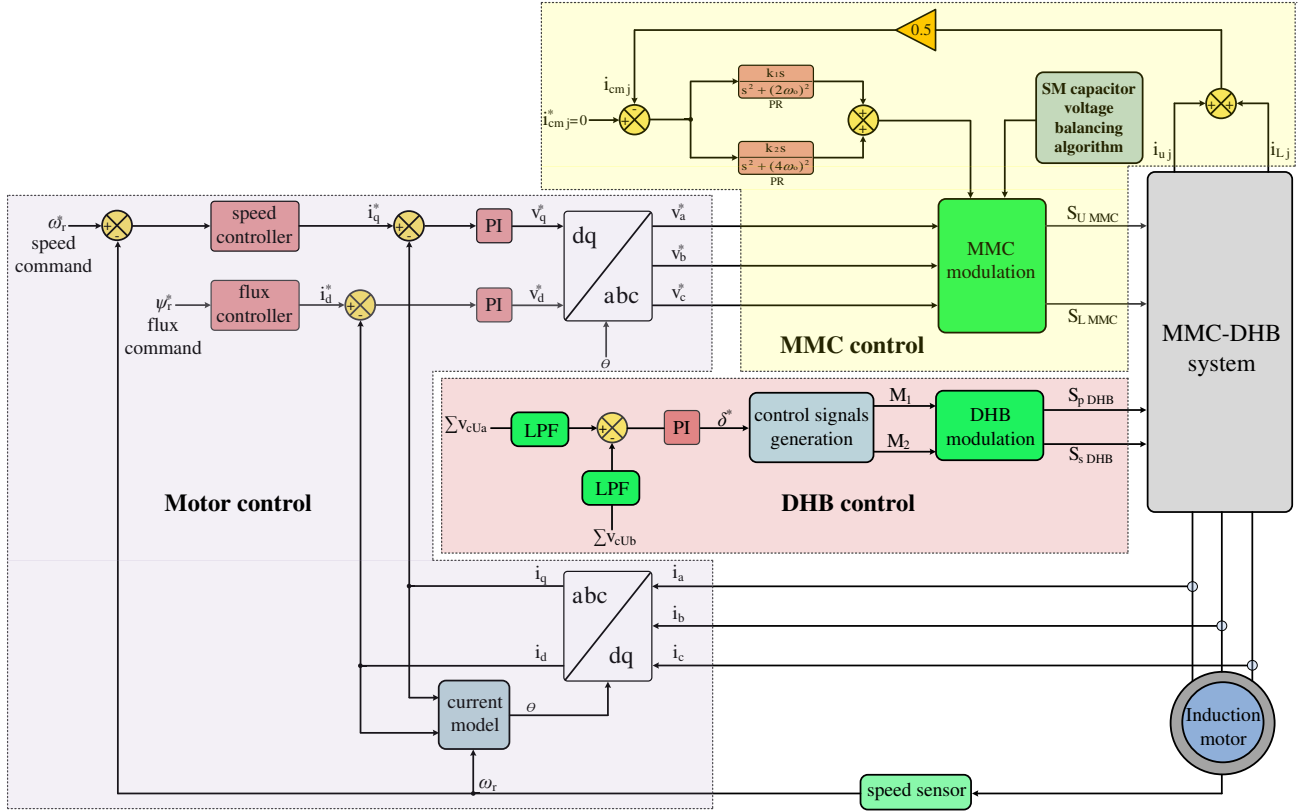 0.5
i_cm j
k₁s
s² + (2ωₒ)²
PR
i*_cm j=0
-
+
+
+
k₂s
s² + (4ωₒ)²
PR
SM capacitor
voltage
balancing
algorithm
+ +
i_u j
i_L j
ω*_r
speed
command
+
-
speed
controller
i*_q
+
-
PI
v*_q
dq
abc
v*_a
v*_b
v*_c
MMC
modulation
S_U MMC
S_L MMC
ψ*_r
flux
command
flux
controller
i*_d
+
-
PI
v*_d
θ
MMC control
MMC-DHB
system
∑v_cUa
LPF
+
-
PI
δ*
control signals
generation
M₁
M₂
DHB
modulation
S_p DHB
S_s DHB
LPF
∑v_cUb
DHB control
Motor control
i_q
i_d
abc
dq
i_a
i_b
i_c
current
model
θ
Induction
motor
ω_r
speed sensor